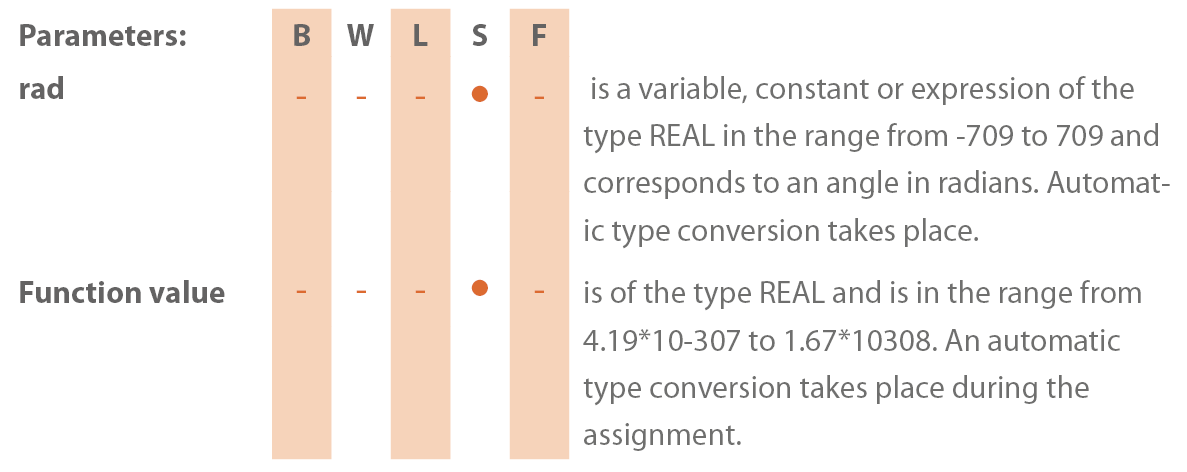 Parameters: B W L S F
rad - - - ● - is a variable, constant or expression of the
type REAL in the range from -709 to 709 and
corresponds to an angle in radians. Automat-
ic type conversion takes place.
Function value - - - ● - is of the type REAL and is in the range from
4.19*10-307 to 1.67*10308. An automatic
type conversion takes place during the
assignment.